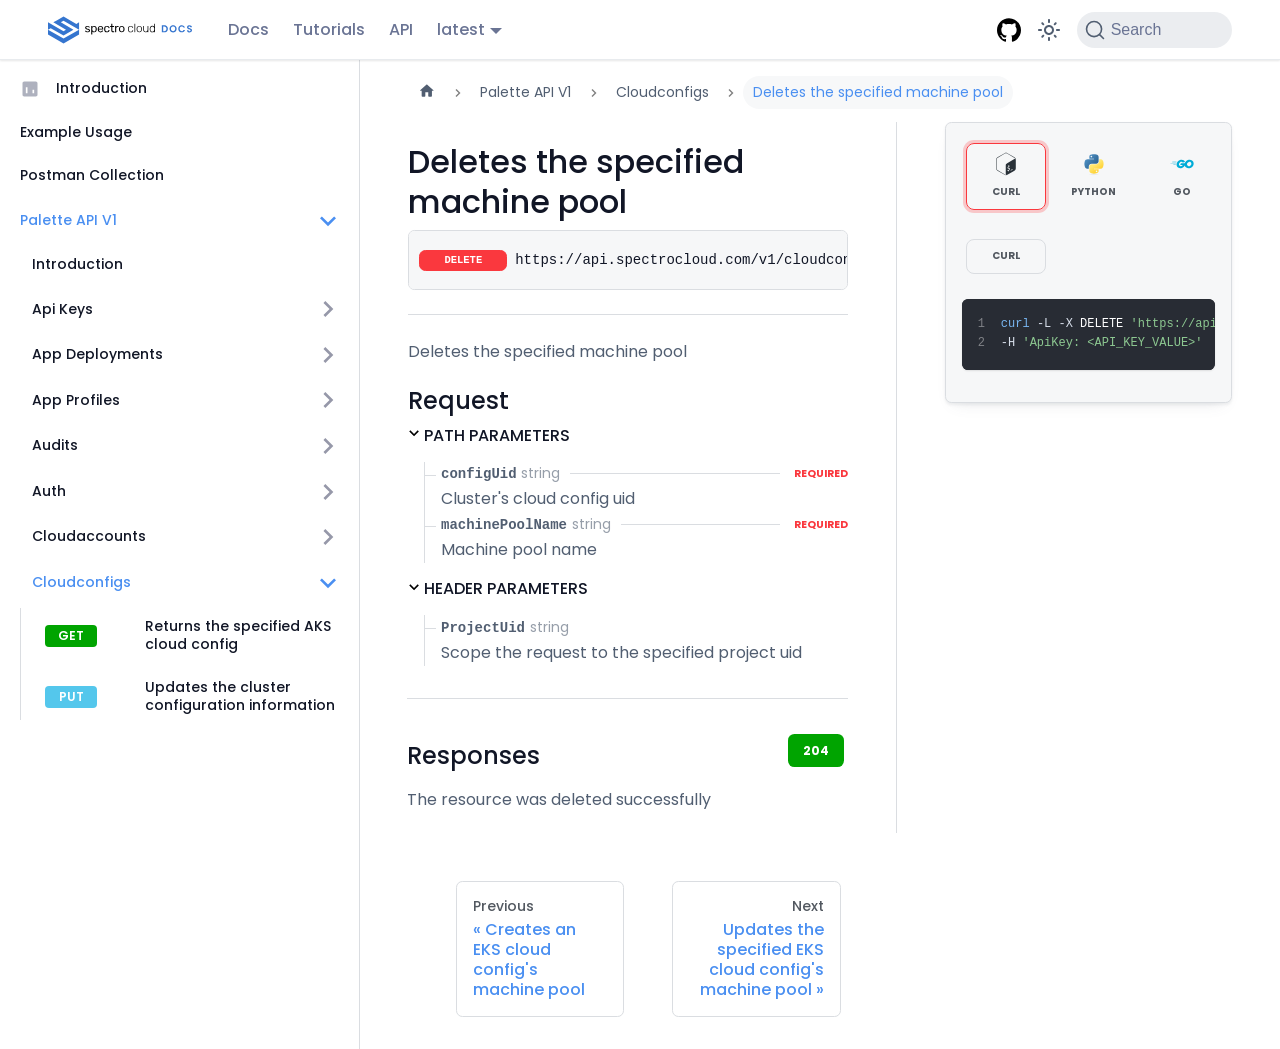 spectro cloud DOCS
Docs
Tutorials
API
latest
Search
Introduction
Example Usage
Postman Collection
Palette API V1
Introduction
Api Keys
App Deployments
App Profiles
Audits
Auth
Cloudaccounts
Cloudconfigs
GET
Returns the specified AKS
cloud config
PUT
Updates the cluster
configuration information
Palette API V1
Cloudconfigs
Deletes the specified machine pool
Deletes the specified
machine pool
DELETE https://api.spectrocloud.com/v1/cloudcon
Deletes the specified machine pool
Request
PATH PARAMETERS
configUid string REQUIRED
Cluster's cloud config uid
machinePoolName string REQUIRED
Machine pool name
HEADER PARAMETERS
ProjectUid string
Scope the request to the specified project uid
Responses
204
The resource was deleted successfully
Previous
« Creates an
EKS cloud
config's
machine pool
Next
Updates the
specified EKS
cloud config's
machine pool »
CURL
PYTHON
GO
CURL
1 curl -L -X DELETE 'https://api
2 -H 'ApiKey: <API_KEY_VALUE>'